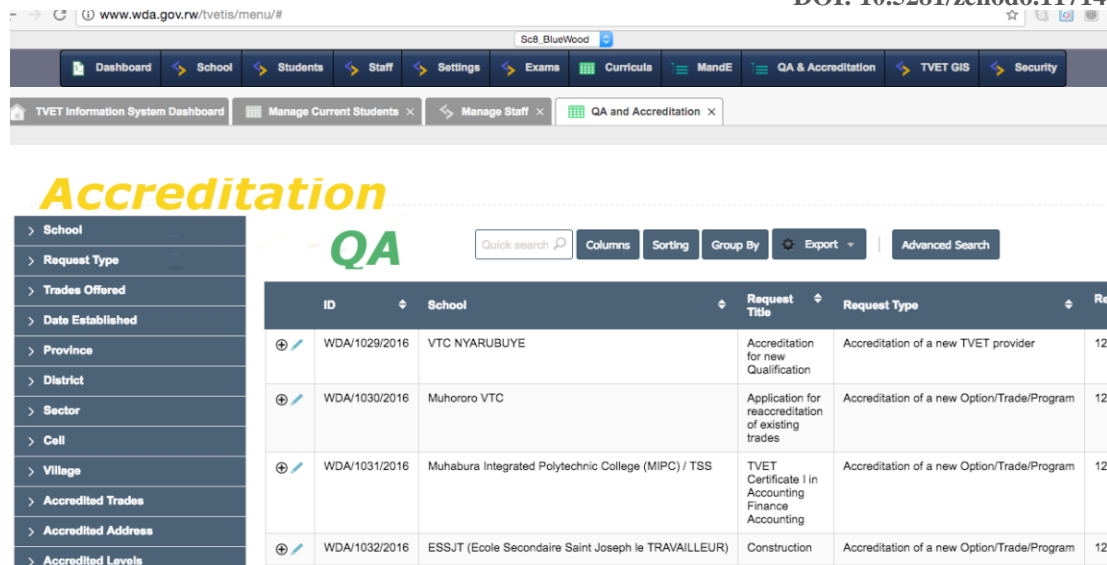 DOI: 10.5281/zenodo.11714
www.wda.gov.rw/tvetis/menu/#
Sc8_BlueWood
Dashboard School Students Staff Settings Exams Curricula MandE QA & Accreditation TVET GIS Security
TVET Information System Dashboard Manage Current Students × Manage Staff × QA and Accreditation ×
Accreditation
QA
Quick search Columns Sorting Group By Export Advanced Search
> School
> Request Type
> Trades Offered
> Date Established
> Province
> District
> Sector
> Cell
> Village
> Accredited Trades
> Accredited Address
> Accredited Levels
ID School Request Title Request Type Re
WDA/1029/2016 VTC NYARUBUYE Accreditation for new Qualification Accreditation of a new TVET provider 12
WDA/1030/2016 Muhororo VTC Application for reaccreditation of existing trades Accreditation of a new Option/Trade/Program 12
WDA/1031/2016 Muhabura Integrated Polytechnic College (MIPC) / TSS TVET Certificate I in Accounting Finance Accounting Accreditation of a new Option/Trade/Program 12
WDA/1032/2016 ESSJT (Ecole Secondaire Saint Joseph le TRAVAILLEUR) Construction Accreditation of a new Option/Trade/Program 12